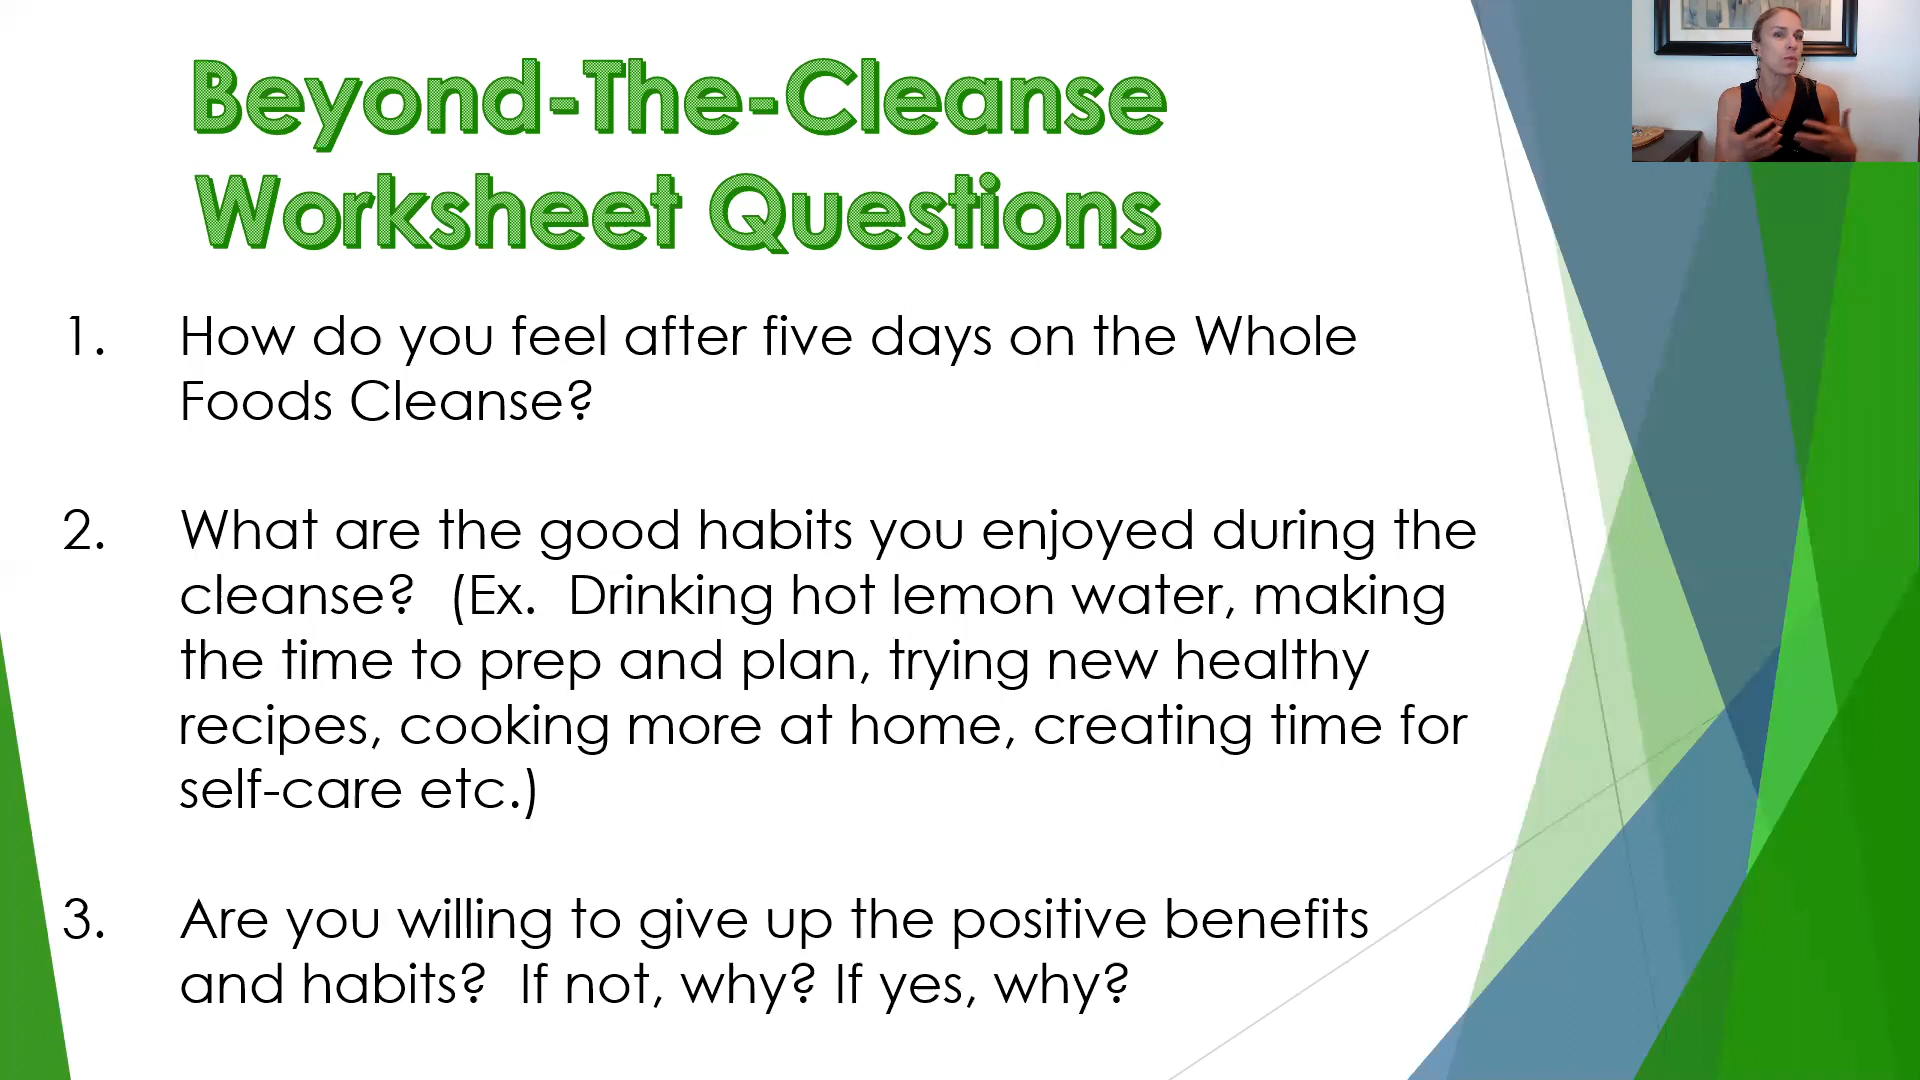 Beyond-The-Cleanse
Worksheet Questions
1. How do you feel after five days on the Whole
Foods Cleanse?
2. What are the good habits you enjoyed during the
cleanse? (Ex. Drinking hot lemon water, making
the time to prep and plan, trying new healthy
recipes, cooking more at home, creating time for
self-care etc.)
3. Are you willing to give up the positive benefits
and habits? If not, why? If yes, why?